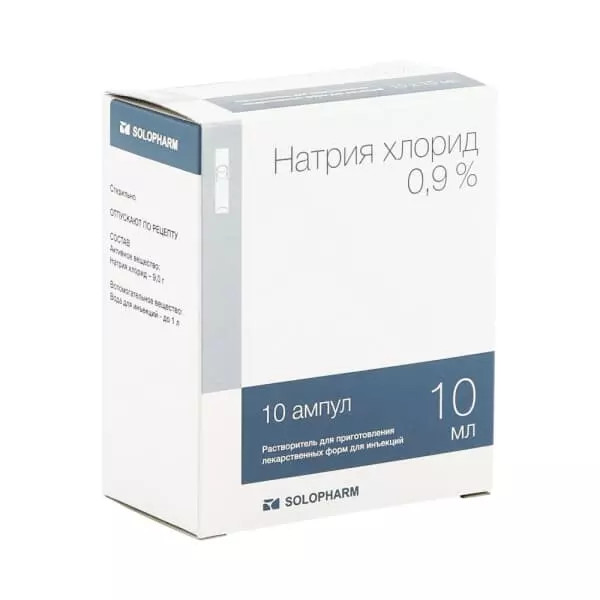 SOLOPHARM
Стерильно.
ОТПУСКАЮТ ПО РЕЦЕПТУ
СОСТАВ
Активное вещество:
Натрия хлорид – 9,0 г
Вспомогательное вещество:
Вода для инъекций – до 1 л
Натрия хлорид
0,9 %
10 ампул
10
мл
Растворитель для приготовления
лекарственных форм для инъекций
SOLOPHARM